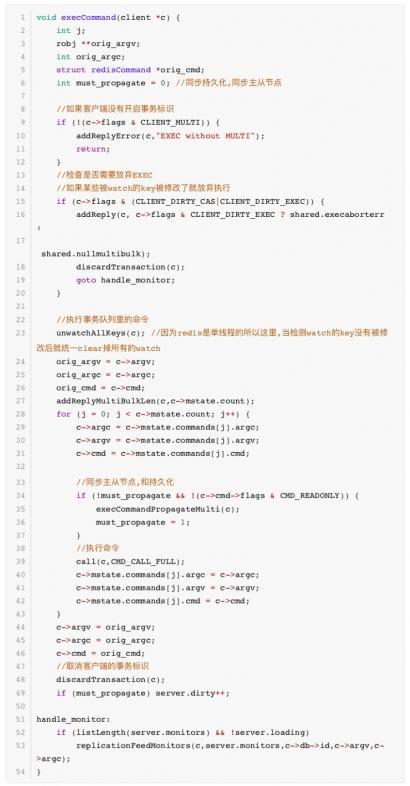 1 void execCommand(client *c) {
2 int j;
3 robj **orig_argv;
4 int orig_argc;
5 struct redisCommand *orig_cmd;
6 int must_propagate = 0; //同步持久化,同步主从节点
7
8 //如果客户端没有开启事务标识
9 if (!(c->flags & CLIENT_MULTI)) {
10 addReplyError(c,"EXEC without MULTI");
11 return;
12 }
13 //检查是否需要放弃EXEC
14 //如果某些被watch的key被修改了就放弃执行
15 if (c->flags & (CLIENT_DIRTY_CAS|CLIENT_DIRTY_EXEC)) {
16 addReply(c, c->flags & CLIENT_DIRTY_EXEC ? shared.execaborterr
:
17
shared.nullmultibulk);
18 discardTransaction(c);
19 goto handle_monitor;
20 }
21
22 //执行事务队列里的命令
23 unwatchAllKeys(c); //因为redis是单线程的所以这里,当检测watch的key没有被修
改后就统一clear掉所有的watch
24 orig_argv = c->argv;
25 orig_argc = c->argc;
26 orig_cmd = c->cmd;
27 addReplyMultiBulkLen(c,c->mstate.count);
28 for (j = 0; j < c->mstate.count; j++) {
29 c->argc = c->mstate.commands[j].argc;
30 c->argv = c->mstate.commands[j].argv;
31 c->cmd = c->mstate.commands[j].cmd;
32
33 //同步主从节点,和持久化
34 if (!must_propagate && !(c->cmd->flags & CMD_READONLY)) {
35 execCommandPropagateMulti(c);
36 must_propagate = 1;
37 }
38 //执行命令
39 call(c,CMD_CALL_FULL);
40 c->mstate.commands[j].argc = c->argc;
41 c->mstate.commands[j].argv = c->argv;
42 c->mstate.commands[j].cmd = c->cmd;
43 }
44 c->argv = orig_argv;
45 c->argc = orig_argc;
46 c->cmd = orig_cmd;
47 //取消客户端的事务标识
48 discardTransaction(c);
49 if (must_propagate) server.dirty++;
50
51 handle_monitor:
52 if (listLength(server.monitors) && !server.loading)
53 replicationFeedMonitors(c,server.monitors,c->db->id,c->argv,c-
>argc);
54 }